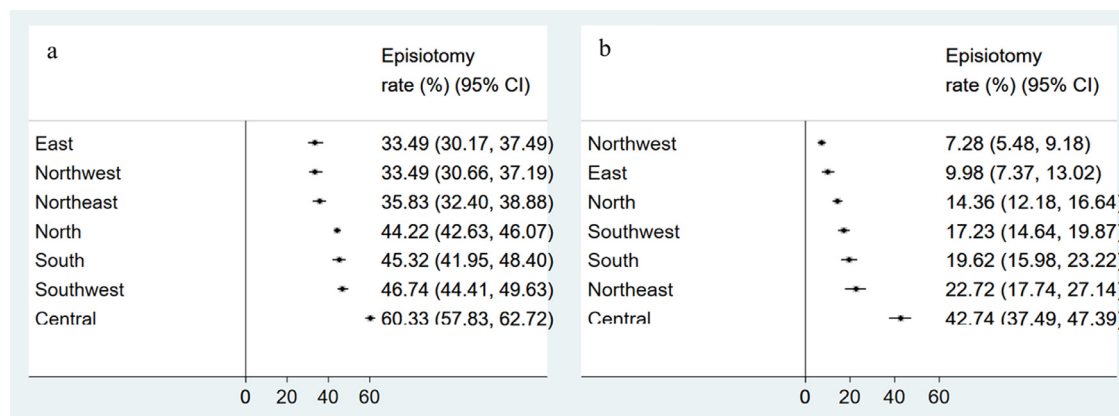 a
Episiotomy
rate (%) (95% CI)
East 33.49 (30.17, 37.49)
Northwest 33.49 (30.66, 37.19)
Northeast 35.83 (32.40, 38.88)
North 44.22 (42.63, 46.07)
South 45.32 (41.95, 48.40)
Southwest 46.74 (44.41, 49.63)
Central 60.33 (57.83, 62.72)
0 20 40 60
b
Episiotomy
rate (%) (95% CI)
Northwest 7.28 (5.48, 9.18)
East 9.98 (7.37, 13.02)
North 14.36 (12.18, 16.64)
Southwest 17.23 (14.64, 19.87)
South 19.62 (15.98, 23.22)
Northeast 22.72 (17.74, 27.14)
Central 42.74 (37.49, 47.39)
0 20 40 60